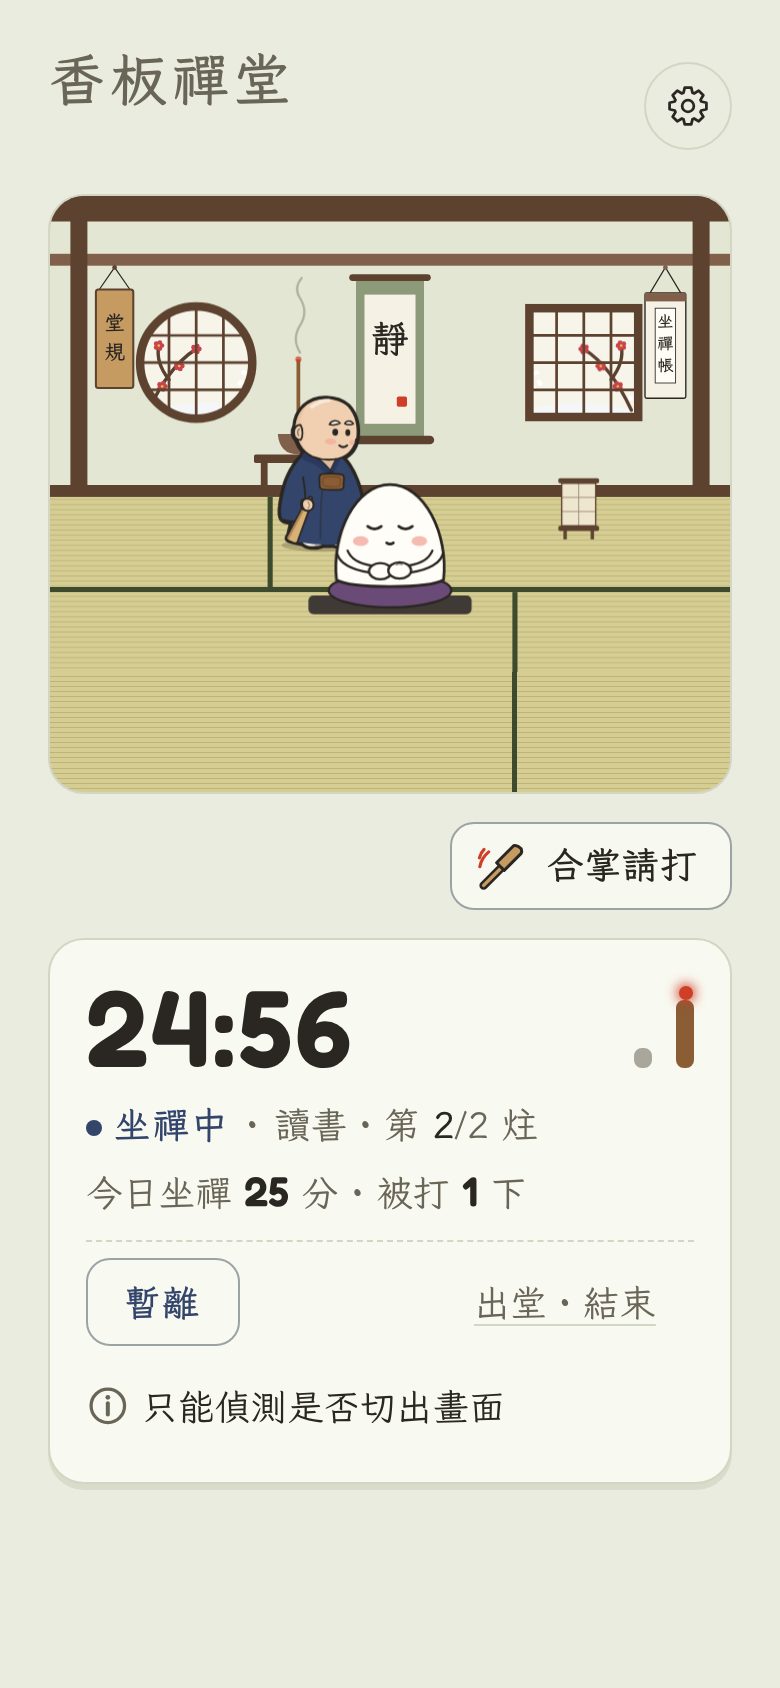 香板禪堂
堂規
靜
坐禪帳
合掌請打
24:56
坐禪中・讀書・第 2/2 炷
今日坐禪 25 分・被打 1 下
暫離
出堂・結束
只能偵測是否切出畫面